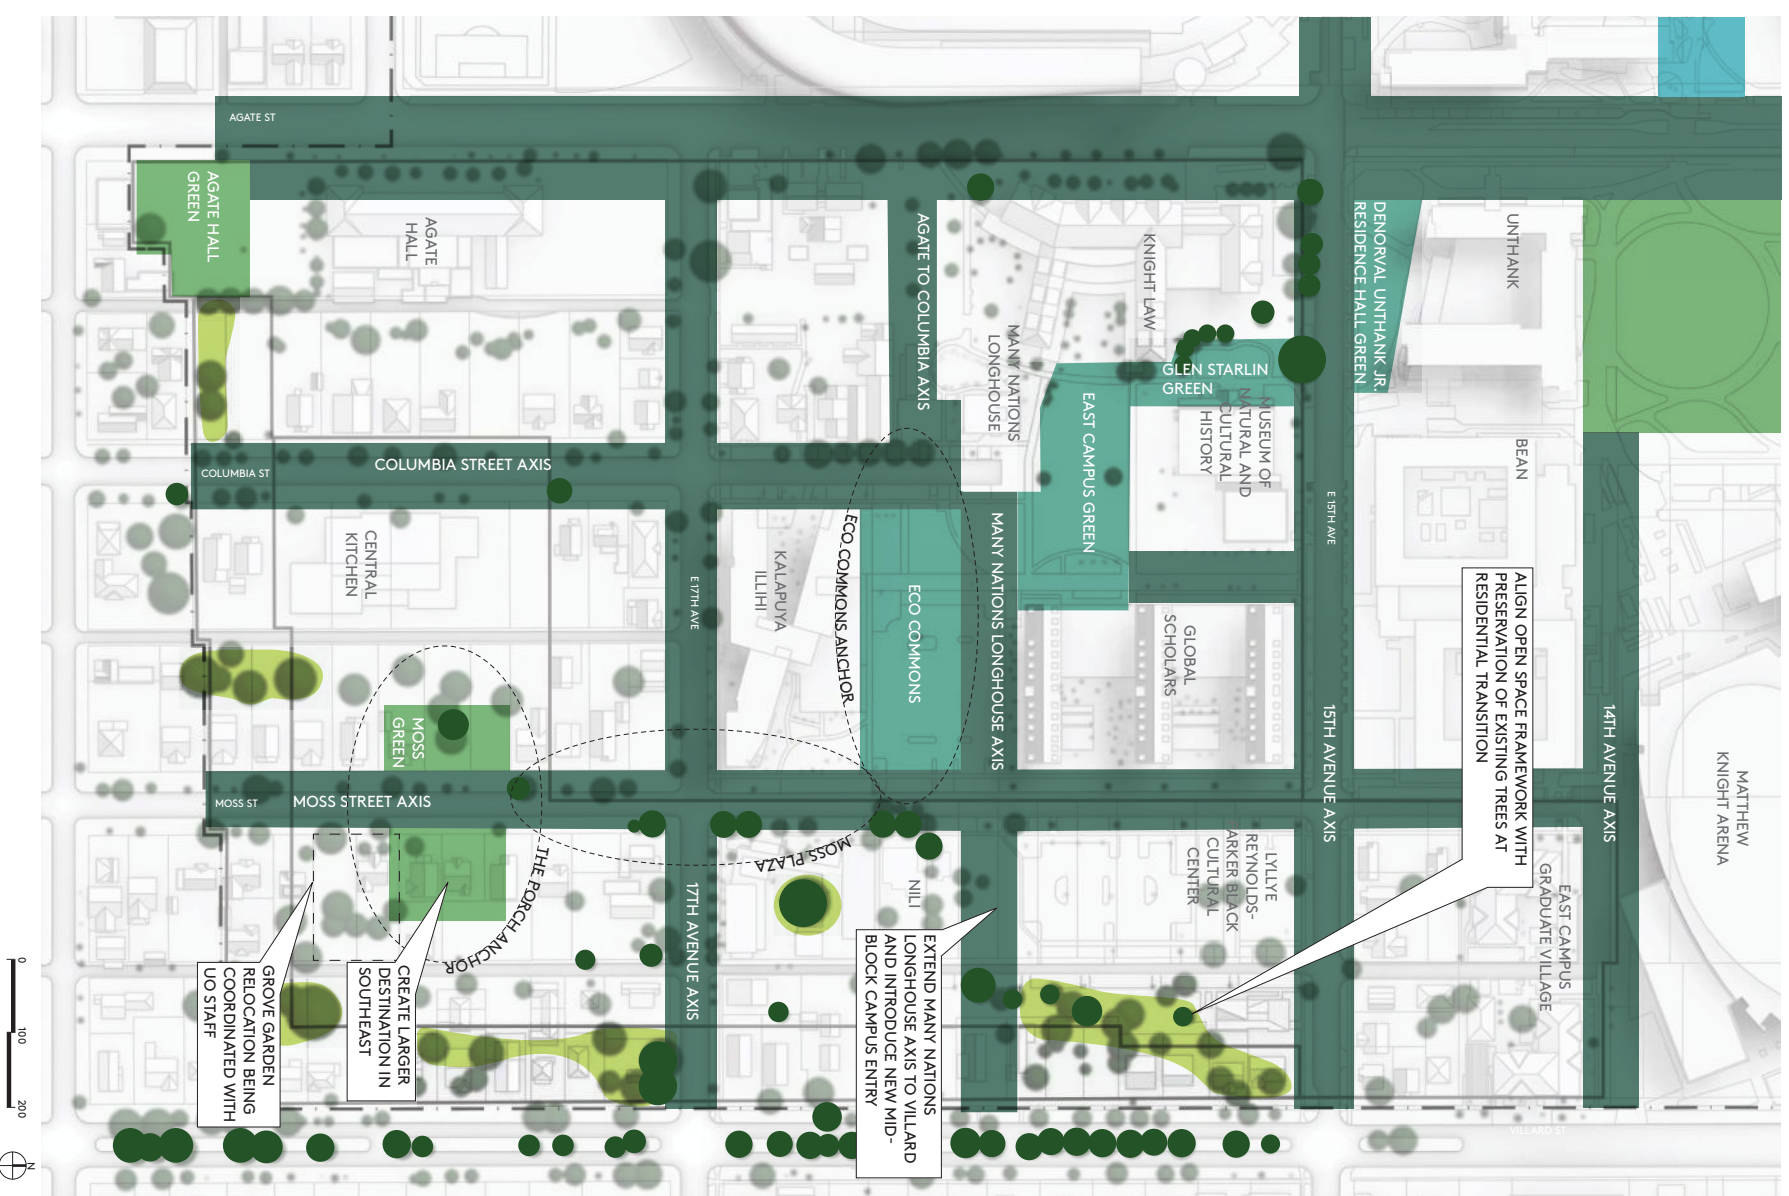 AGATE ST
AGATE HALL
GREEN
AGATE
HALL
AGATE TO COLUMBIA AXIS
MANY NATIONS
LONGHOUSE
KNIGHT LAW
GLEN STARLIN
GREEN
MUSEUM OF
NATURAL AND
CULTURAL
HISTORY
DENORVAL UNTHANK JR.
RESIDENCE HALL GREEN
UNTHANK
BEAN
EAST CAMPUS GREEN
COLUMBIA ST
COLUMBIA STREET AXIS
CENTRAL
KITCHEN
E 17TH AVE
KALAPUYA
ILLIHI
ECO COMMONS ANCHOR
ECO COMMONS
MANY NATIONS LONGHOUSE AXIS
GLOBAL
SCHOLARS
E 15TH AVE
15TH AVENUE AXIS
14TH AVENUE AXIS
ALIGN OPEN SPACE FRAMEWORK WITH
PRESERVATION OF EXISTING TREES AT
RESIDENTIAL TRANSITION
MATTHEW
KNIGHT ARENA
MOSS
GREEN
MOSS ST
MOSS STREET AXIS
THE PORCH ANCHOR
MOSS PLAZA
17TH AVENUE AXIS
NILI
LYLLYE
REYNOLDS-
PARKER BLACK
CULTURAL
CENTER
EAST CAMPUS
GRADUATE VILLAGE
GROVE GARDEN
RELOCATION BEING
COORDINATED WITH
UO STAFF
CREATE LARGER
DESTINATION IN
SOUTHEAST
EXTEND MANY NATIONS
LONGHOUSE AXIS TO VILLARD
AND INTRODUCE NEW MID-
BLOCK CAMPUS ENTRY
VILLARD ST
0
100
200
N